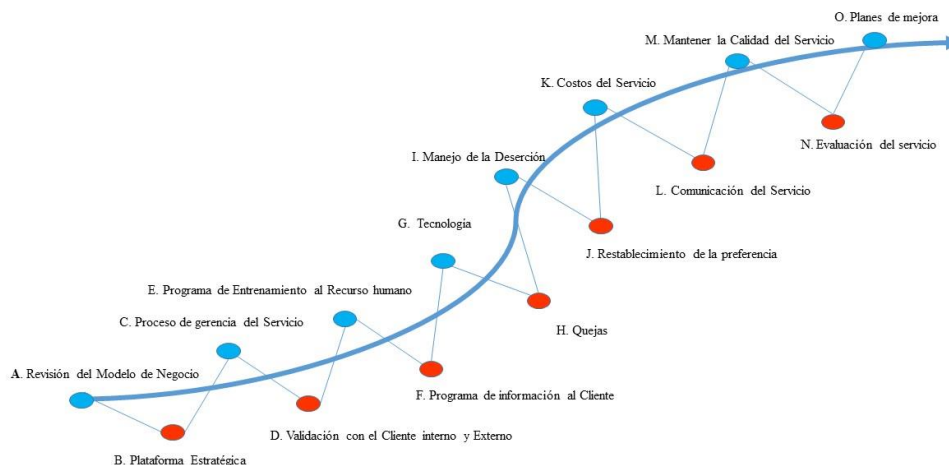 O. Planes de mejora
M. Mantener la Calidad del Servicio
K. Costos del Servicio
N. Evaluación del servicio
I. Manejo de la Deserción
L. Comunicación del Servicio
G. Tecnología
J. Restablecimiento de la preferencia
E. Programa de Entrenamiento al Recurso humano
C. Proceso de gerencia del Servicio
H. Quejas
A. Revisión del Modelo de Negocio
F. Programa de información al Cliente
D. Validación con el Cliente interno y Externo
B. Plataforma Estratégica